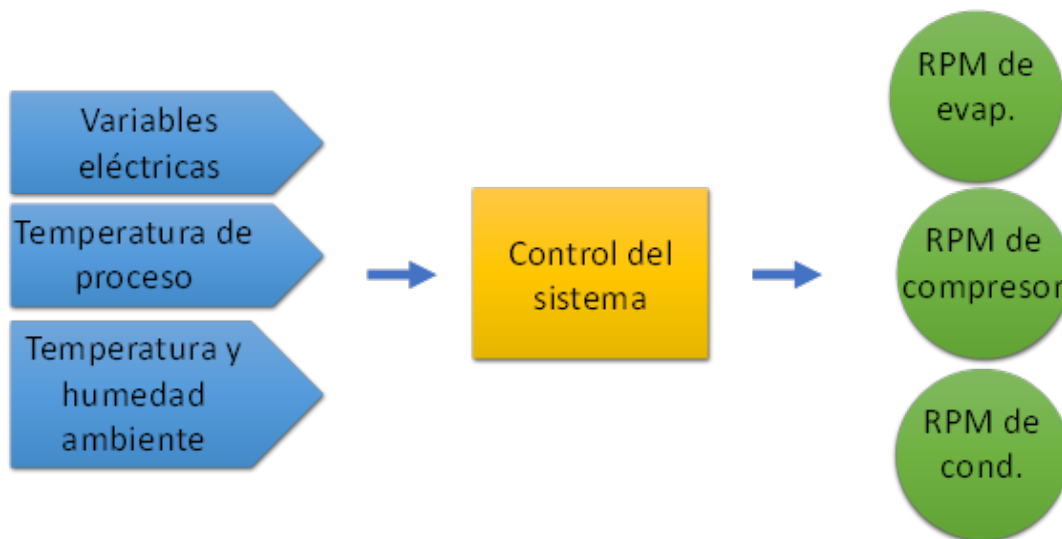 Variables
eléctricas
Temperatura de
proceso
Temperatura y
humedad
ambiente
Control del
sistema
RPM de
evap.
RPM de
compresor
RPM de
cond.